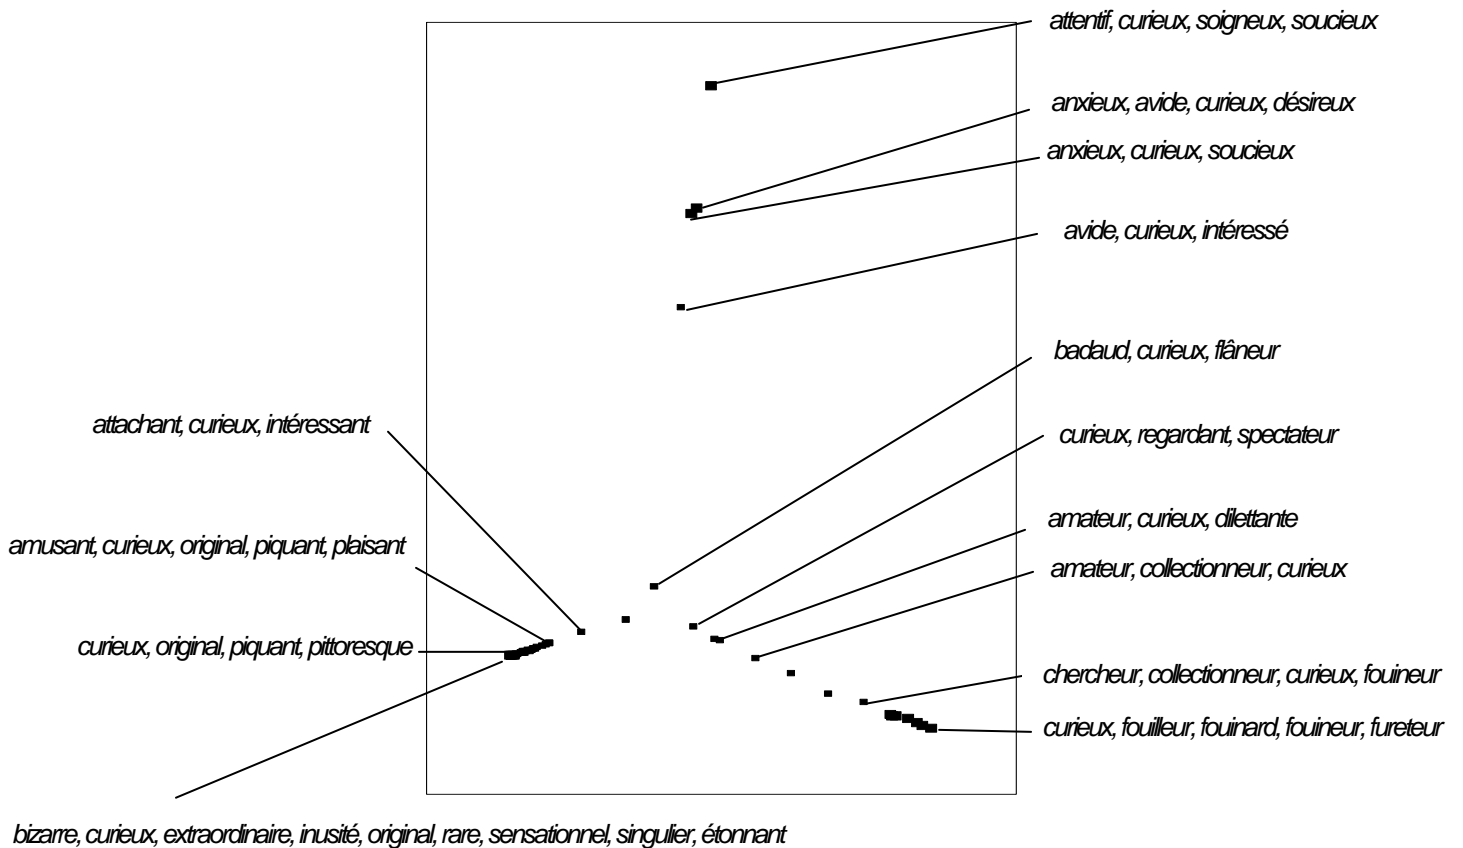 attentif, curieux, soigneux, soucieux
anxieux, avide, curieux, désireux
anxieux, curieux, soucieux
avide, curieux, intéressé
badaud, curieux, flâneur
attachant, curieux, intéressant
curieux, regardant, spectateur
amateur, curieux, dilettante
amusant, curieux, original, piquant, plaisant
amateur, collectionneur, curieux
curieux, original, piquant, pittoresque
chercheur, collectionneur, curieux, fouineur
curieux, fouilleur, fouinard, fouineur, fureteur
bizarre, curieux, extraordinaire, inusité, original, rare, sensationnel, singulier, étonnant